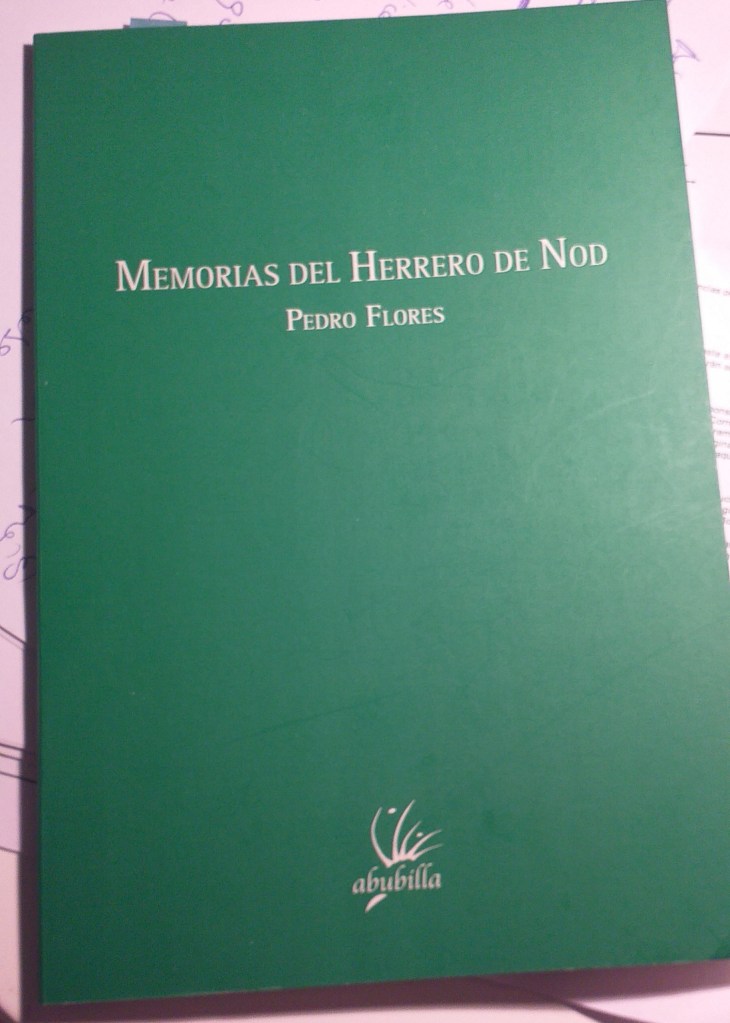 MEMORIAS DEL HERRERO DE NOD
PEDRO FLORES
abubilla